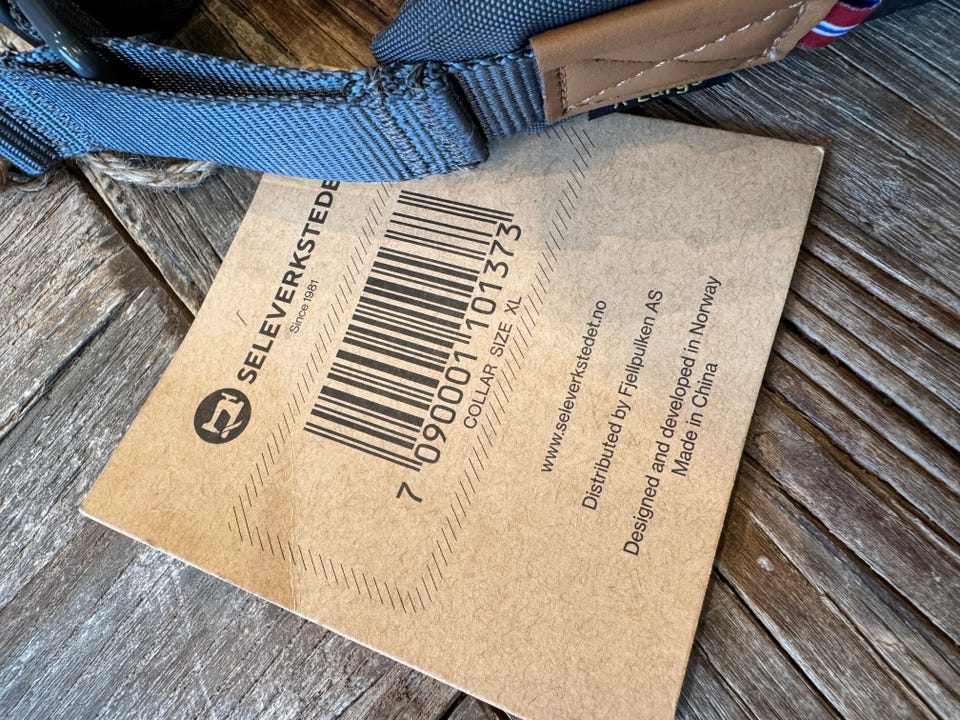 SELEVERKSTEDE
Since 1981
7 090001 101373
COLLAR SIZE XL
www.seleverkstedet.no
Distributed by Fjellpulken AS
Designed and developed in Norway
Made in China